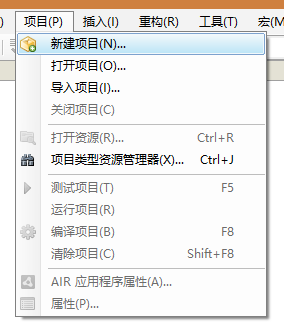 项目(P) 插入(I) 重构(R) 工具(T) 宏(M
新建项目(N)...
打开项目(O)...
导入项目(I)...
关闭项目(C)
打开资源(R)... Ctrl+R
项目类型资源管理器(X)... Ctrl+J
测试项目(T) F5
运行项目(R)
编译项目(B) F8
清除项目(C) Shift+F8
AIR 应用程序属性(A)...
属性(P)...